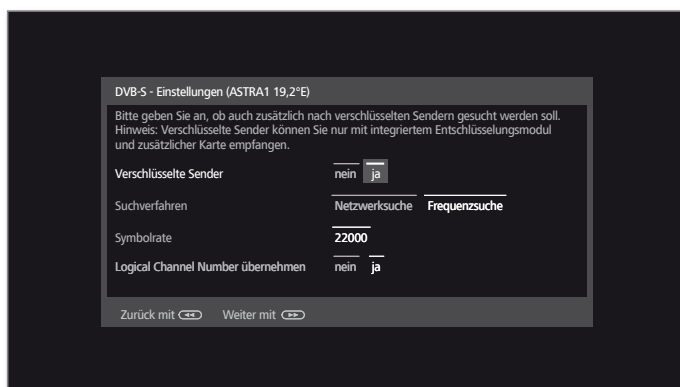 DVB-S - Einstellungen (ASTRA1 19,2°E)
Bitte geben Sie an, ob auch zusätzlich nach verschlüsselten Sendern gesucht werden soll.
Hinweis: Verschlüsselte Sender können Sie nur mit integriertem Entschlüsselungsmodul
und zusätzlicher Karte empfangen.
Verschlüsselte Sender nein ja
Suchverfahren Netzwerksuche Frequenzsuche
Symbolrate 22000
Logical Channel Number übernehmen nein ja
Zurück mit Weiter mit